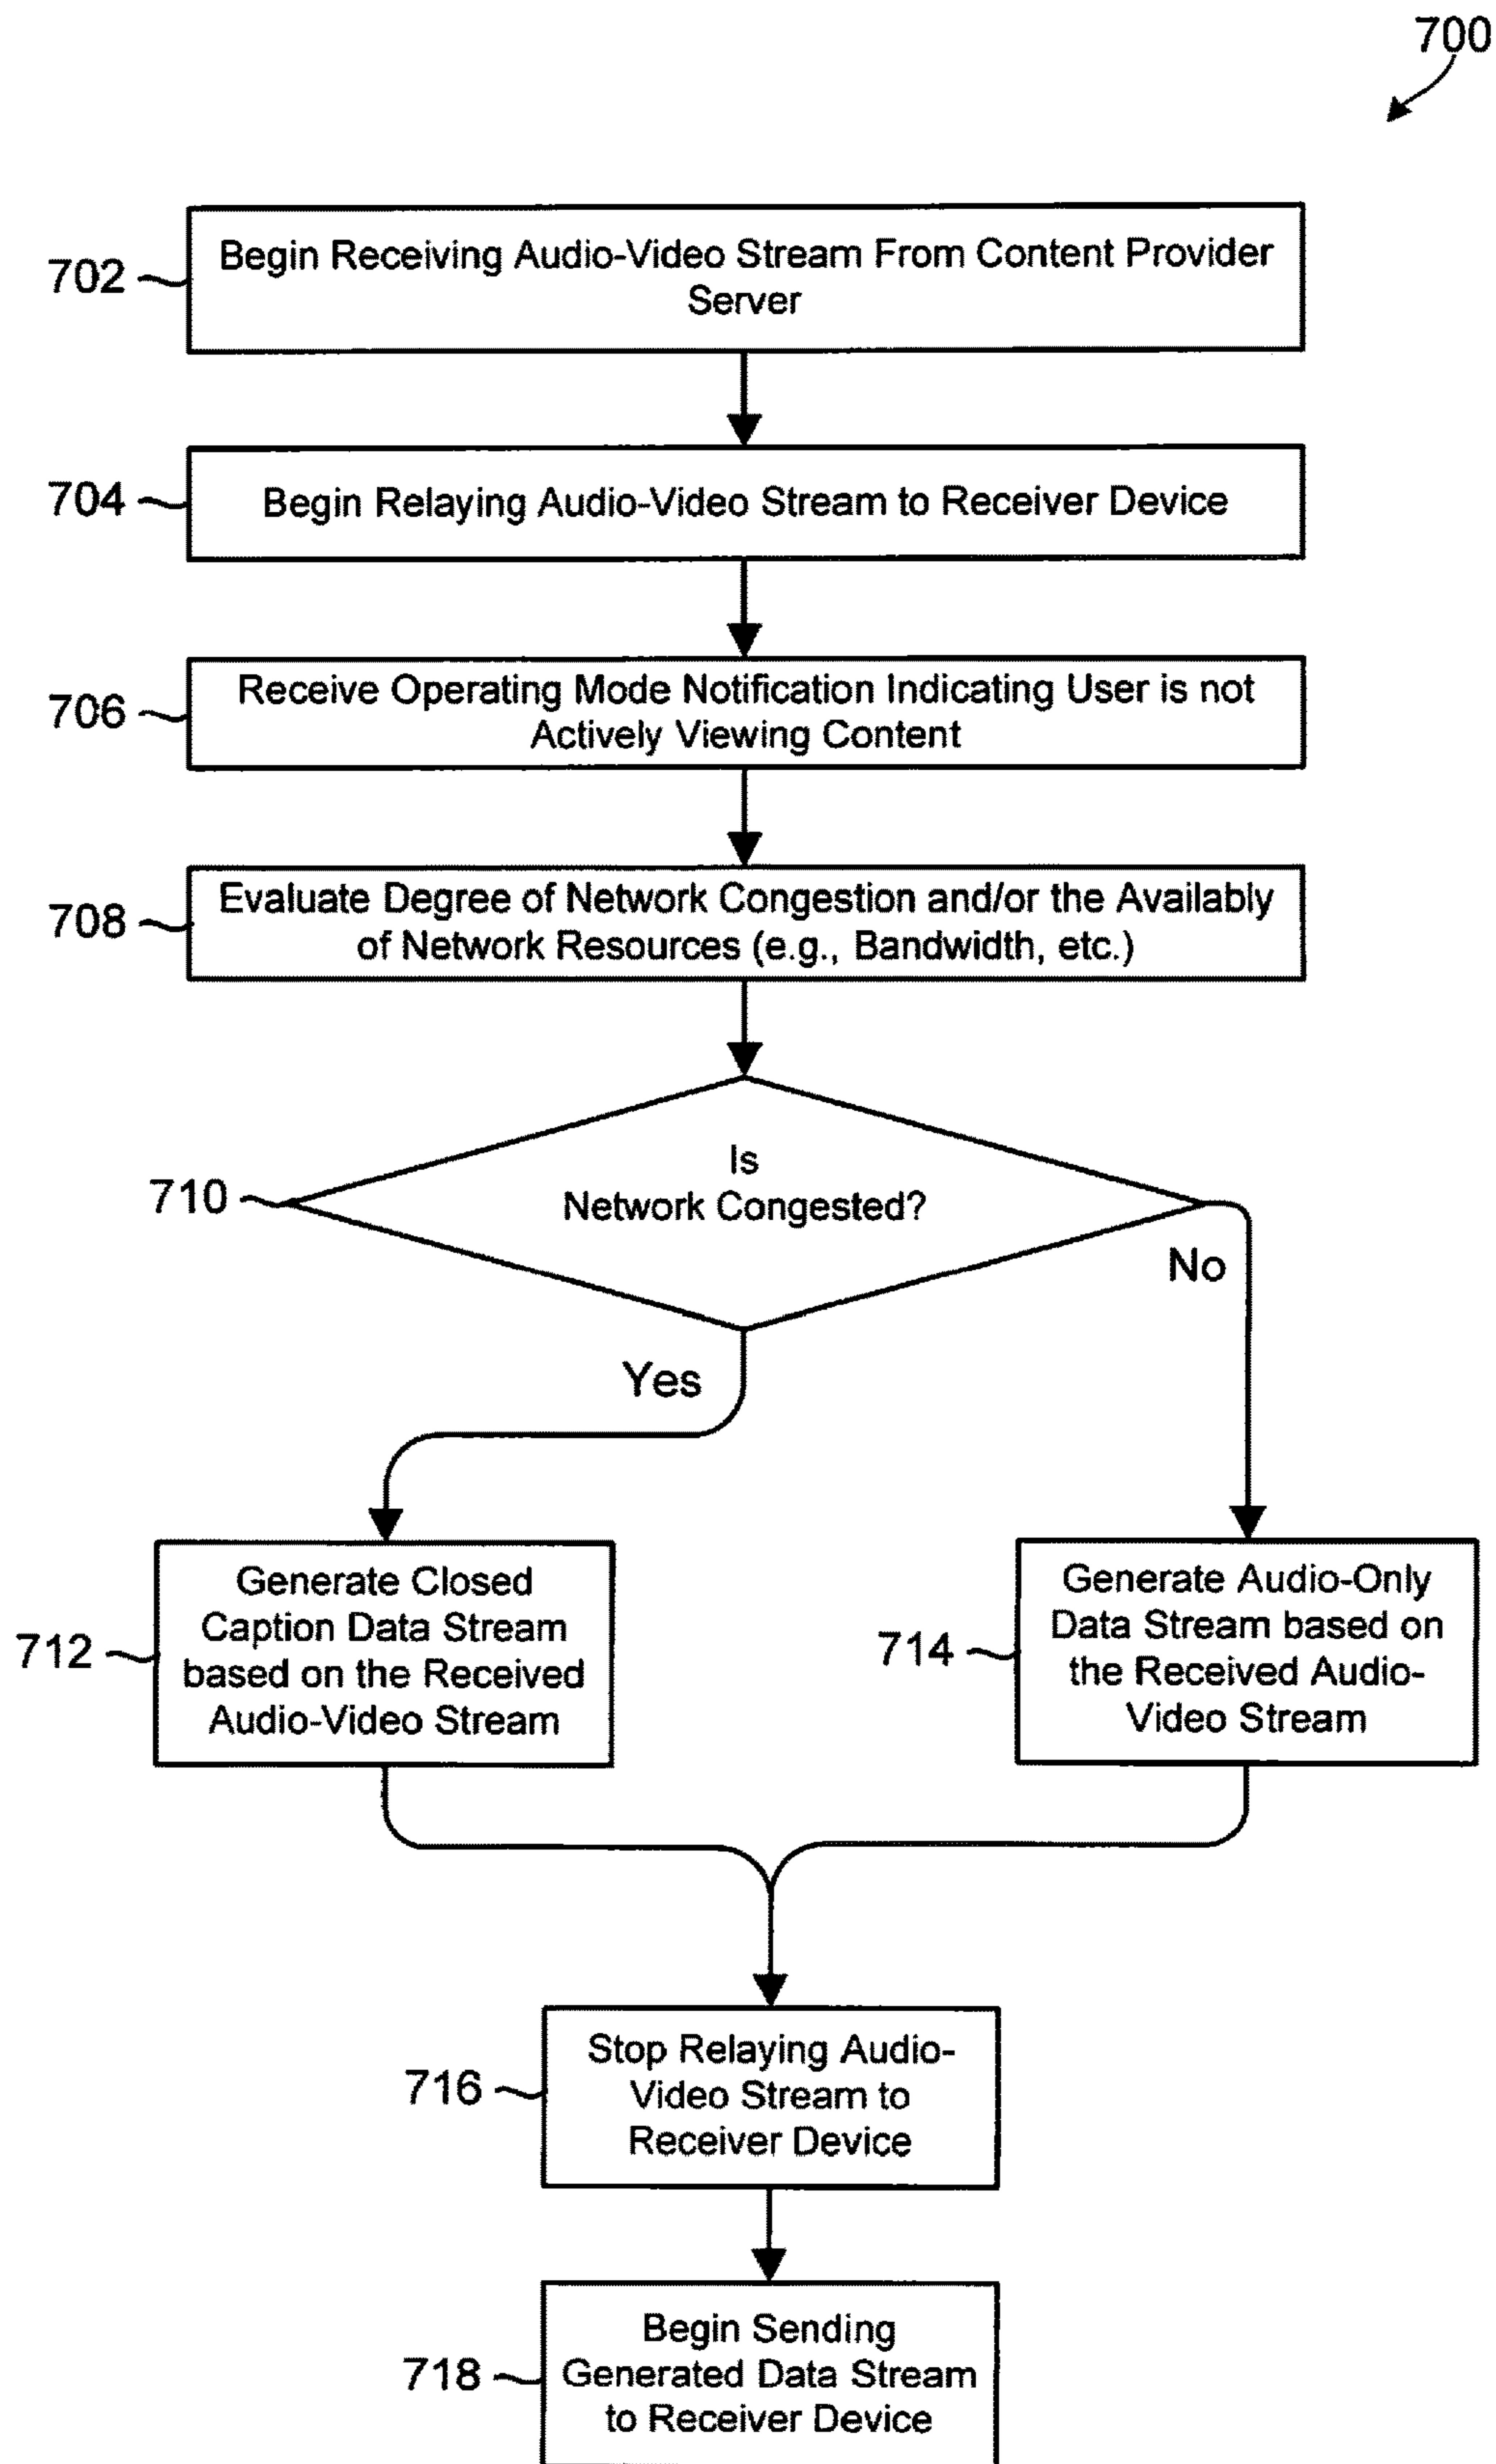 700
702
Begin Receiving Audio-Video Stream From Content Provider
Server
704
Begin Relaying Audio-Video Stream to Receiver Device
706
Receive Operating Mode Notification Indicating User is not
Actively Viewing Content
708
Evaluate Degree of Network Congestion and/or the Availably
of Network Resources (e.g., Bandwidth, etc.)
710
Is
Network Congested?
No
Yes
712
Generate Closed
Caption Data Stream
based on the Received
Audio-Video Stream
714
Generate Audio-Only
Data Stream based on
the Received Audio-
Video Stream
716
Stop Relaying Audio-
Video Stream to
Receiver Device
718
Begin Sending
Generated Data Stream
to Receiver Device